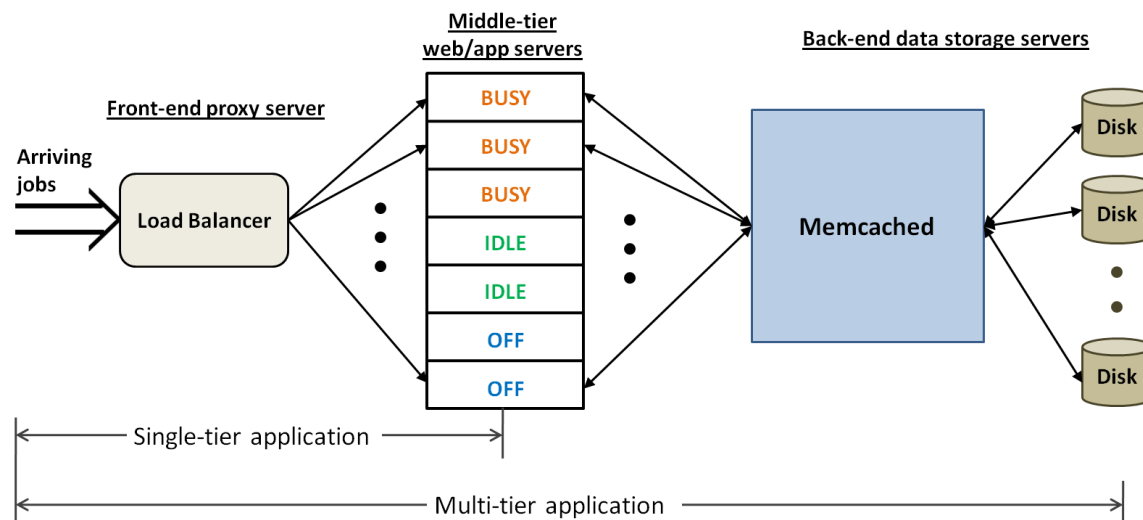 Middle-tier
web/app servers
Back-end data storage servers
Front-end proxy server
Arriving
jobs
Load Balancer
BUSY
BUSY
BUSY
IDLE
IDLE
OFF
OFF
Memcached
Disk
Disk
Disk
Single-tier application
Multi-tier application